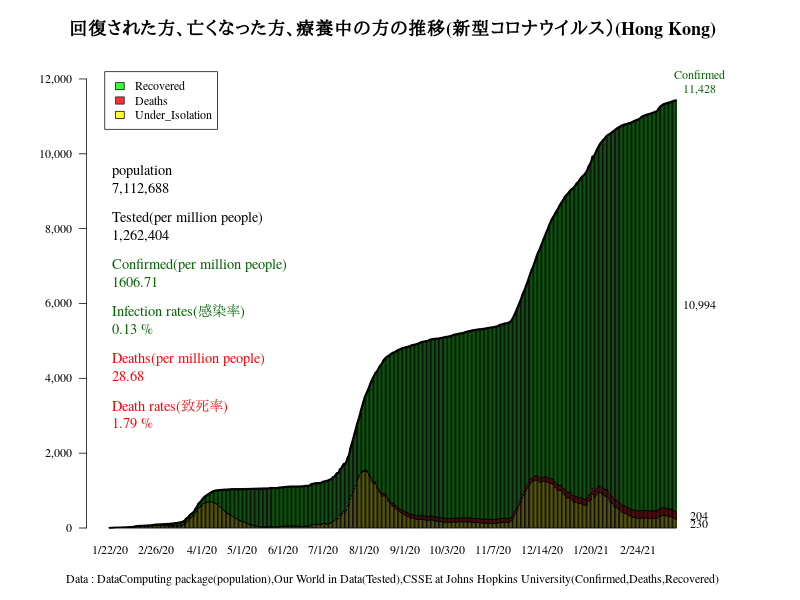 回復された方、亡くなった方、療養中の方の推移(新型コロナウイルス）(Hong Kong)
Confirmed
11,428
Recovered
Deaths
Under_Isolation
population
7,112,688
Tested(per million people)
1,262,404
Confirmed(per million people)
1606.71
Infection rates(感染率)
0.13 %
Deaths(per million people)
28.68
Death rates(致死率)
1.79 %
12,000
10,000
8,000
6,000
4,000
2,000
0
10,994
204
230
1/22/20 2/26/20 4/1/20 5/1/20 6/1/20 7/1/20 8/1/20 9/1/20 10/3/20 11/7/20 12/14/20 1/20/21 2/24/21
Data : DataComputing package(population),Our World in Data(Tested),CSSE at Johns Hopkins University(Confirmed,Deaths,Recovered)